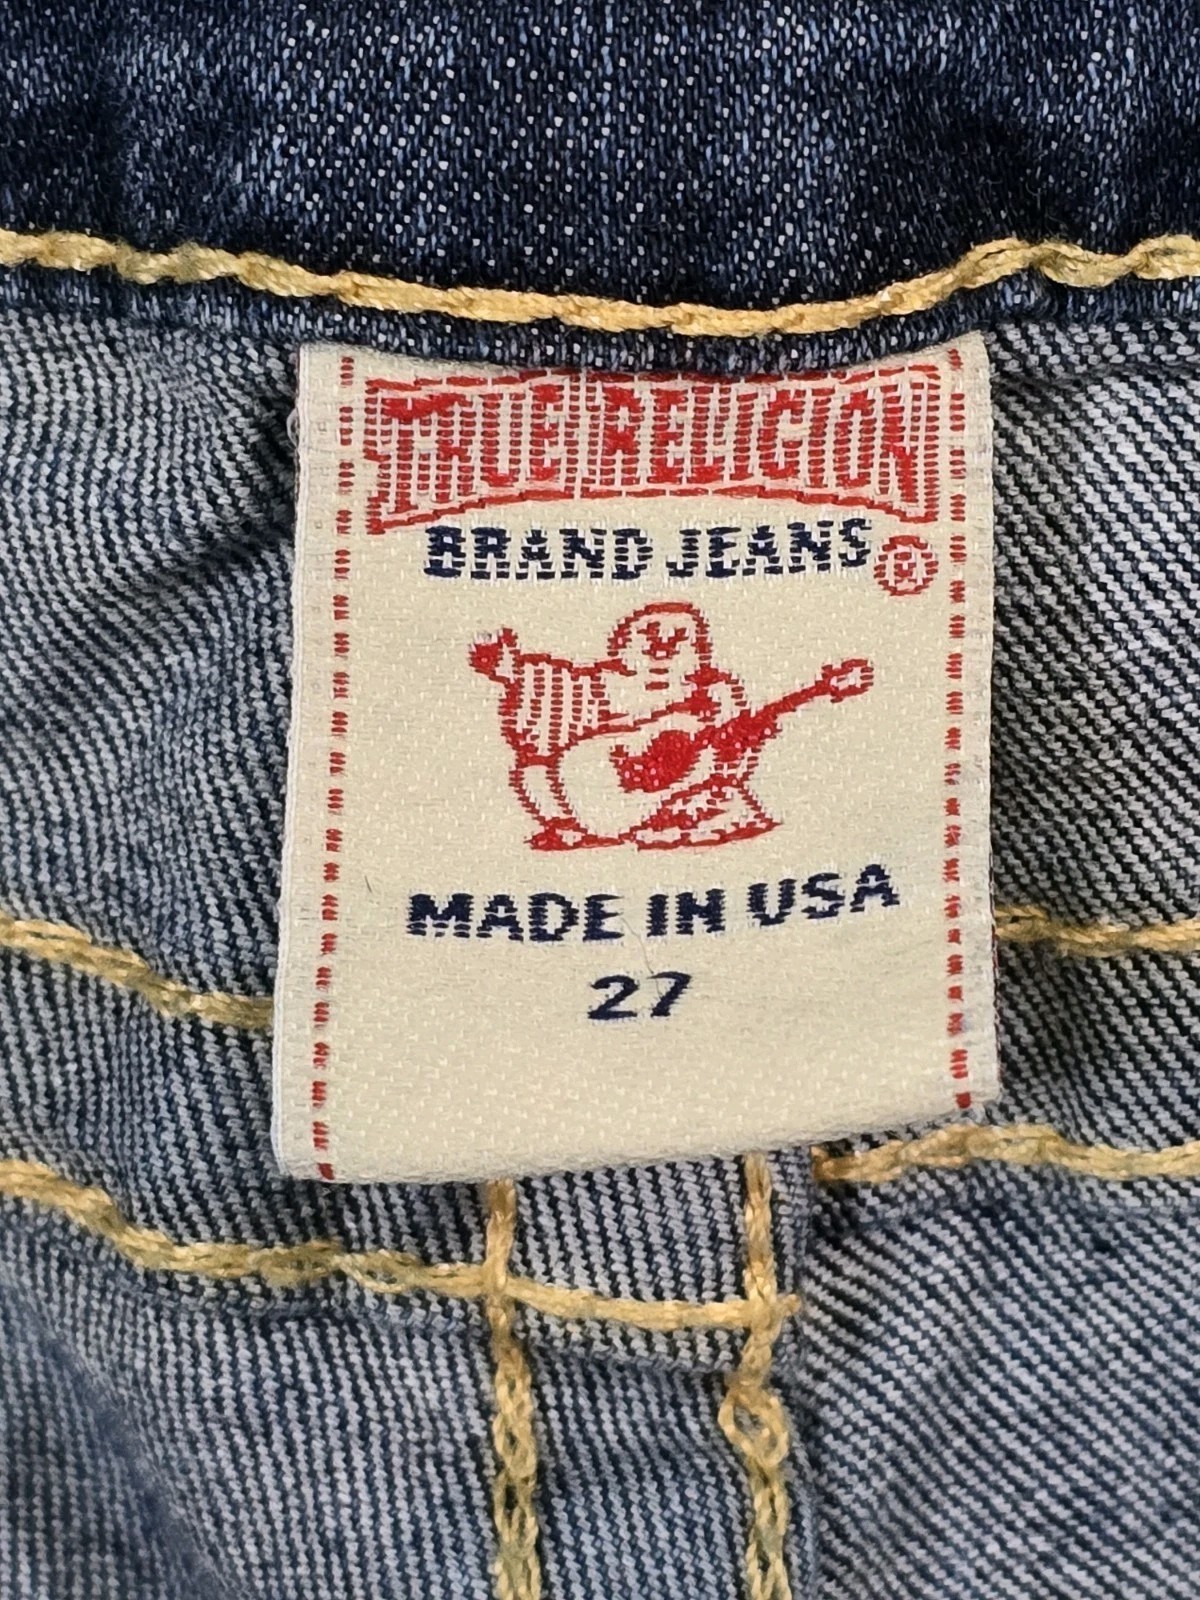 TRUE RELIGION
BRAND JEANS®
MADE IN USA
27